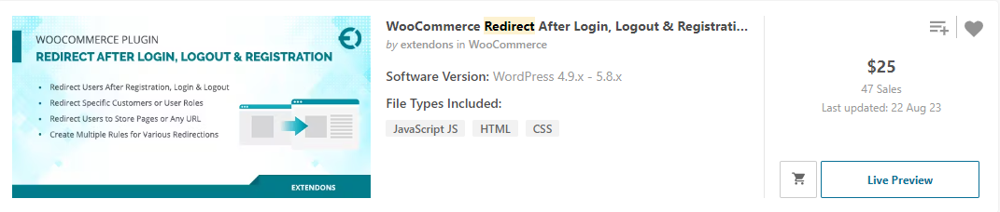 WOOCOMMERCE PLUGIN
REDIRECT AFTER LOGIN, LOGOUT & REGISTRATION
• Redirect Users After Registration, Login & Logout
• Redirect Specific Customers or User Roles
• Redirect Users to Store Pages or Any URL
• Create Multiple Rules for Various Redirections
EXTENDONS
WooCommerce Redirect After Login, Logout & Registrati...
by extendons in WooCommerce
Software Version: WordPress 4.9.x - 5.8.x
File Types Included:
JavaScript JS HTML CSS
$25
47 Sales
Last updated: 22 Aug 23
Live Preview